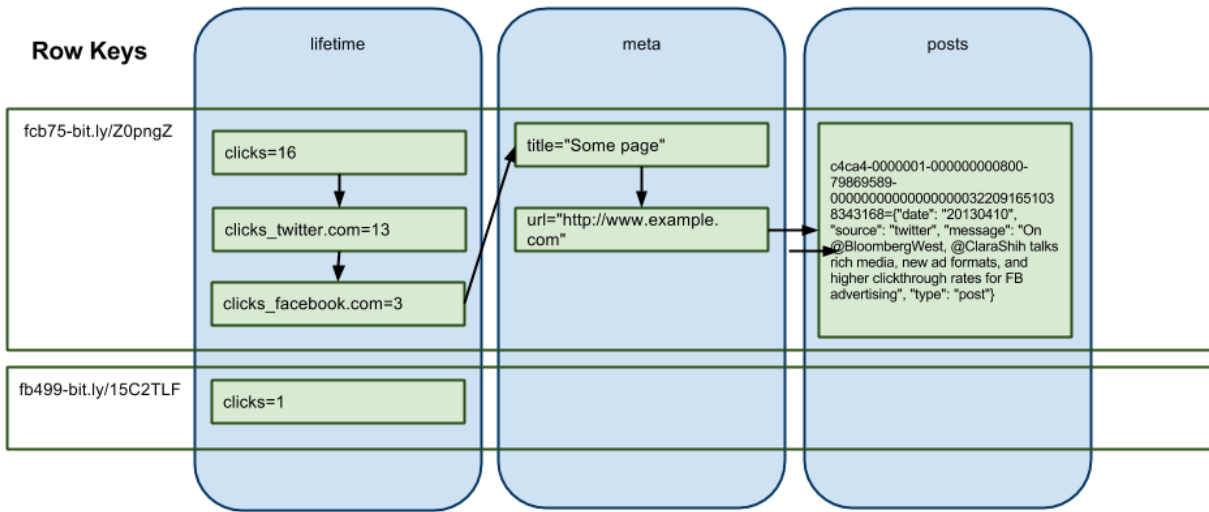 Row Keys
lifetime
meta
posts
fcb75-bit.ly/Z0pngZ
clicks=16
clicks_twitter.com=13
clicks_facebook.com=3
title="Some page"
url="http://www.example.
com"
c4ca4-0000001-000000000800-
79869589-
0000000000000000032209165103
8343168={"date": "20130410",
"source": "twitter", "message": "On
@BloombergWest, @ClaraShih talks
rich media, new ad formats, and
higher clickthrough rates for FB
advertising", "type": "post"}
fb499-bit.ly/15C2TLF
clicks=1